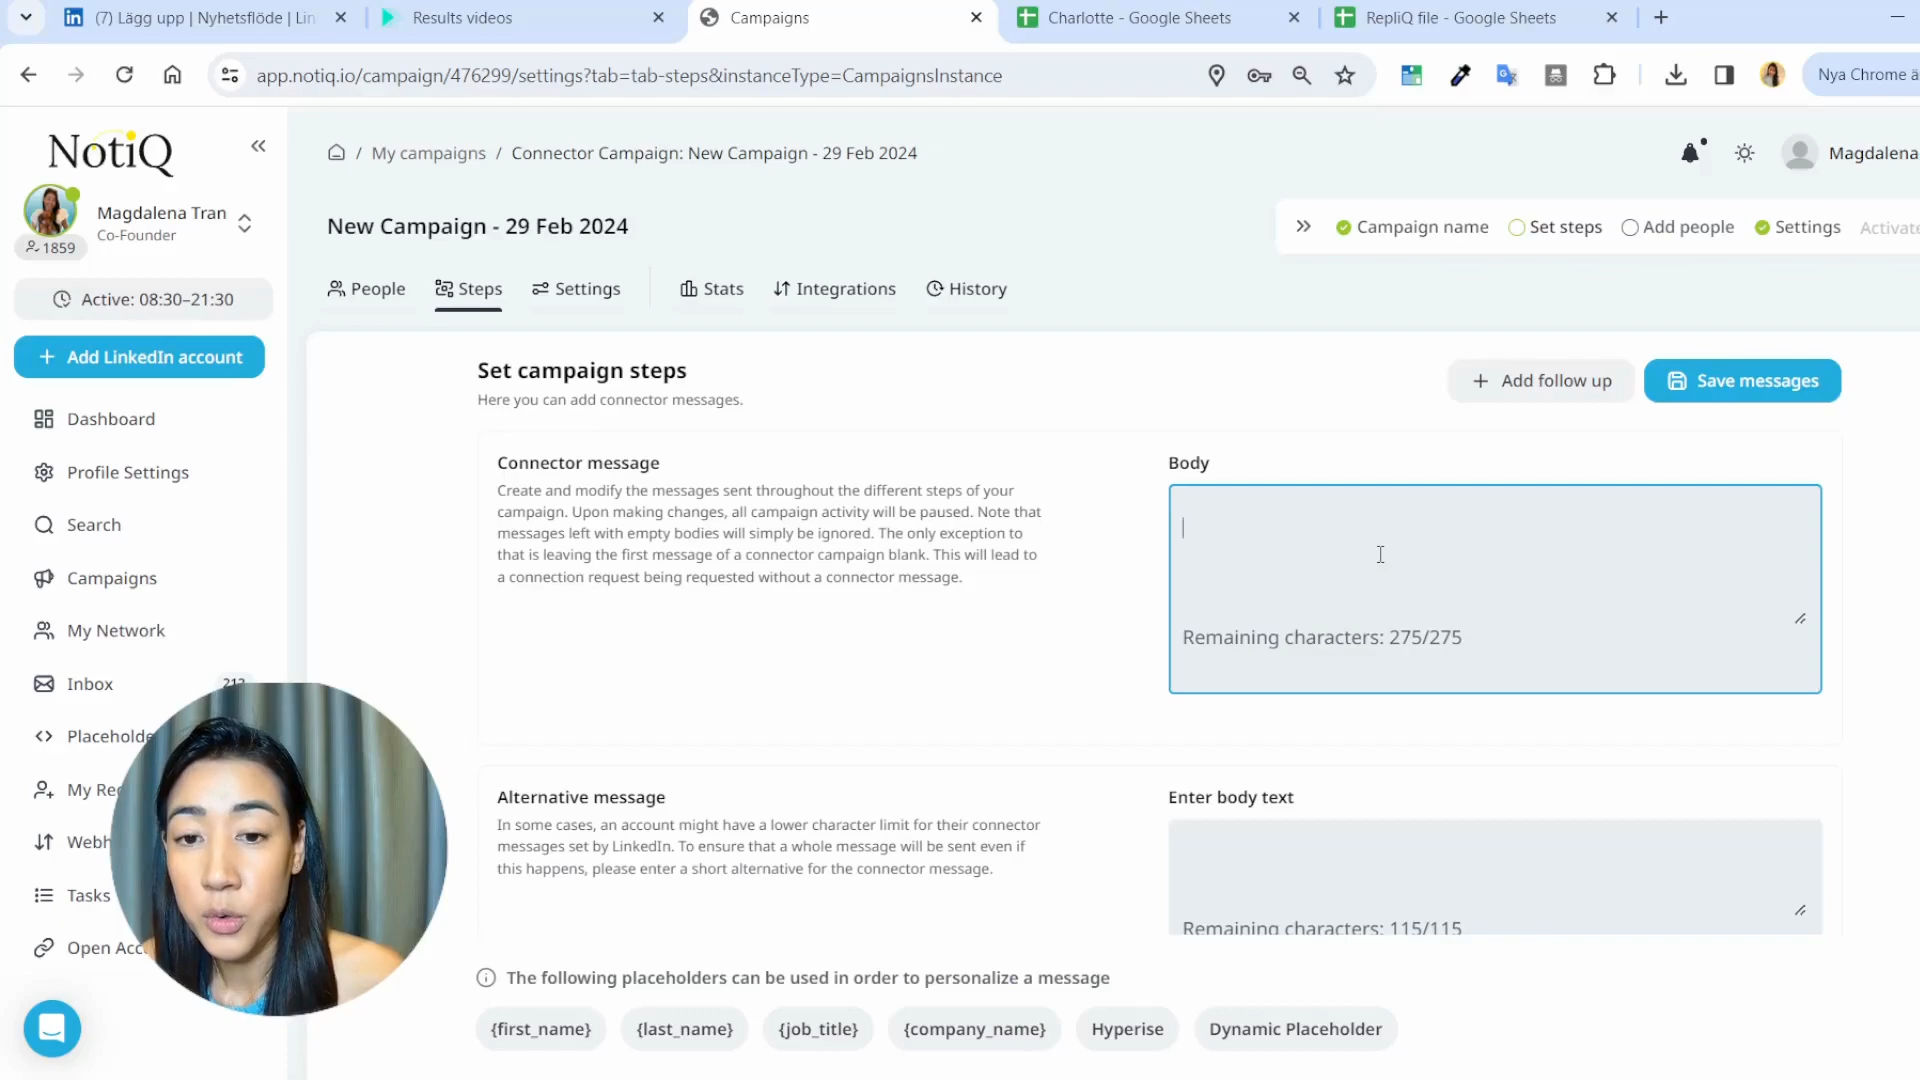 (7) Lägg upp | Nyhetsflöde | Lin
Results videos
Campaigns
Charlotte - Google Sheets
RepliQ file - Google Sheets
app.notiq.io/campaign/476299/settings?tab=tab-steps&instanceType=CampaignsInstance
Nya Chrome ä
NotiQ
Magdalena Tran
Co-Founder
1859
Active: 08:30–21:30
+ Add LinkedIn account
Dashboard
Profile Settings
Search
Campaigns
My Network
Inbox
213
Placeholde
My Rec
Webh
Tasks
Open Acc
/ My campaigns / Connector Campaign: New Campaign - 29 Feb 2024
Magdalena
New Campaign - 29 Feb 2024
Campaign name
Set steps
Add people
Settings
Activate
People
Steps
Settings
Stats
Integrations
History
Set campaign steps
Here you can add connector messages.
+ Add follow up
Save messages
Connector message
Create and modify the messages sent throughout the different steps of your
campaign. Upon making changes, all campaign activity will be paused. Note that
messages left with empty bodies will simply be ignored. The only exception to
that is leaving the first message of a connector campaign blank. This will lead to
a connection request being requested without a connector message.
Body
Remaining characters: 275/275
Alternative message
In some cases, an account might have a lower character limit for their connector
messages set by LinkedIn. To ensure that a whole message will be sent even if
this happens, please enter a short alternative for the connector message.
Enter body text
Remaining characters: 115/115
The following placeholders can be used in order to personalize a message
{first_name}
{last_name}
{job_title}
{company_name}
Hyperise
Dynamic Placeholder